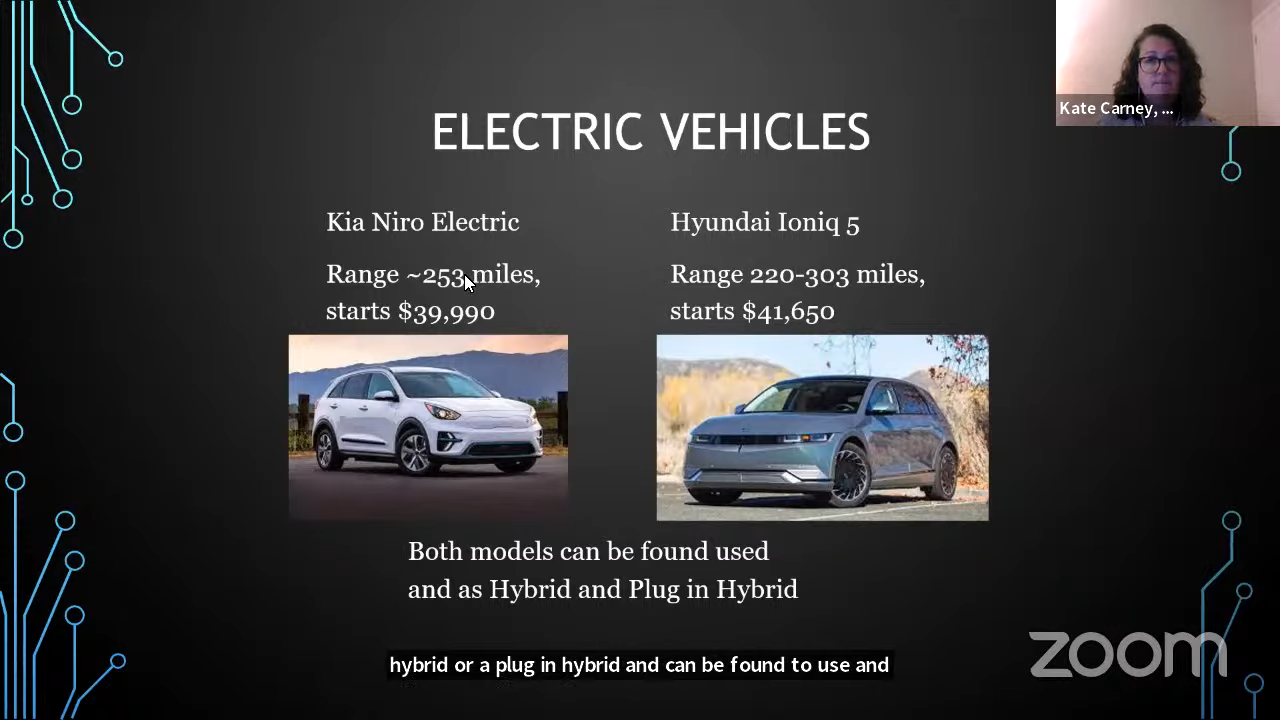 Kate Carney, ...
ELECTRIC VEHICLES
Kia Niro Electric
Range ~253 miles,
starts $39,990
Hyundai Ioniq 5
Range 220-303 miles,
starts $41,650
Both models can be found used
and as Hybrid and Plug in Hybrid
hybrid or a plug in hybrid and can be found to use and
zoom